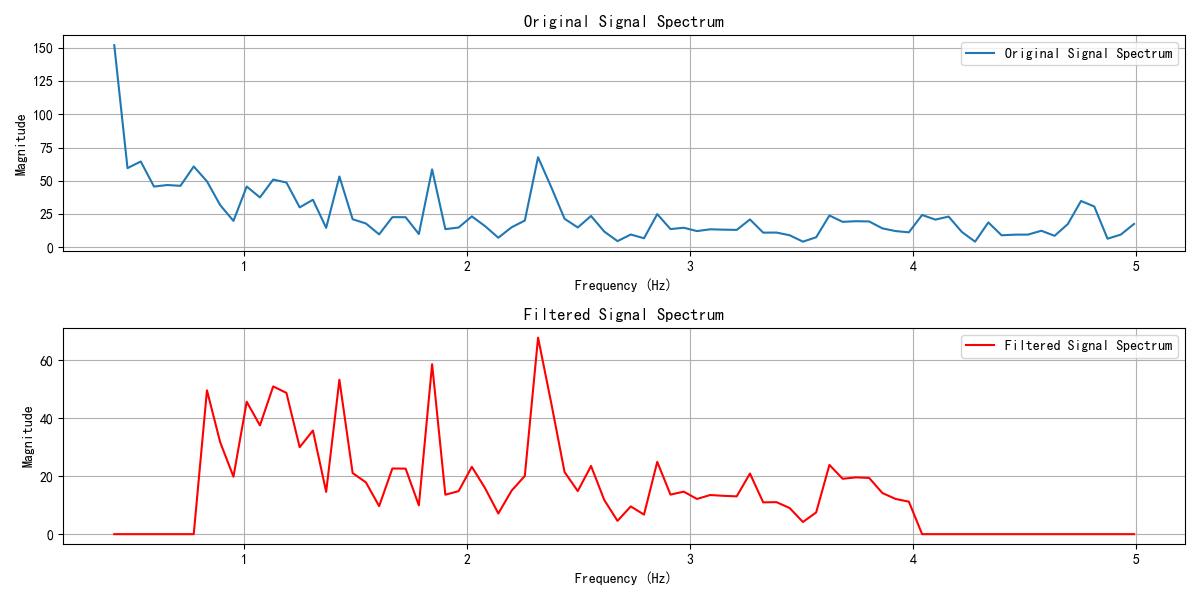 Original Signal Spectrum
Original Signal Spectrum
Magnitude
150
125
100
75
50
25
0
1
2
3
4
5
Frequency (Hz)
Filtered Signal Spectrum
Filtered Signal Spectrum
Magnitude
60
40
20
0
1
2
3
4
5
Frequency (Hz)